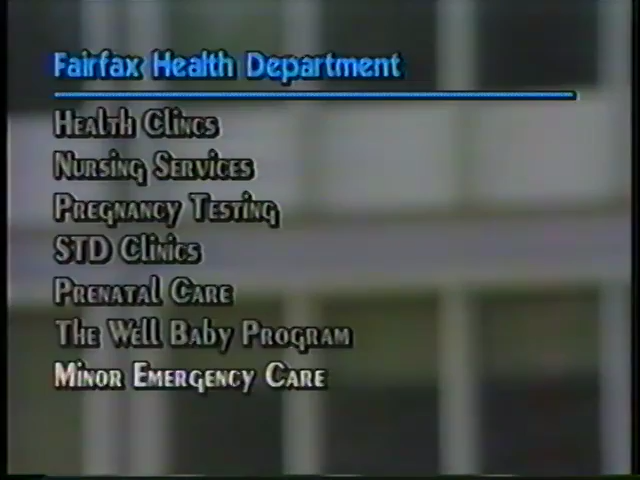 Fairfax Health Department
Health Clincs
Nursing Services
Pregnancy Testing
STD Clinics
Prenatal Care
The Well Baby Program
Minor Emergency Care